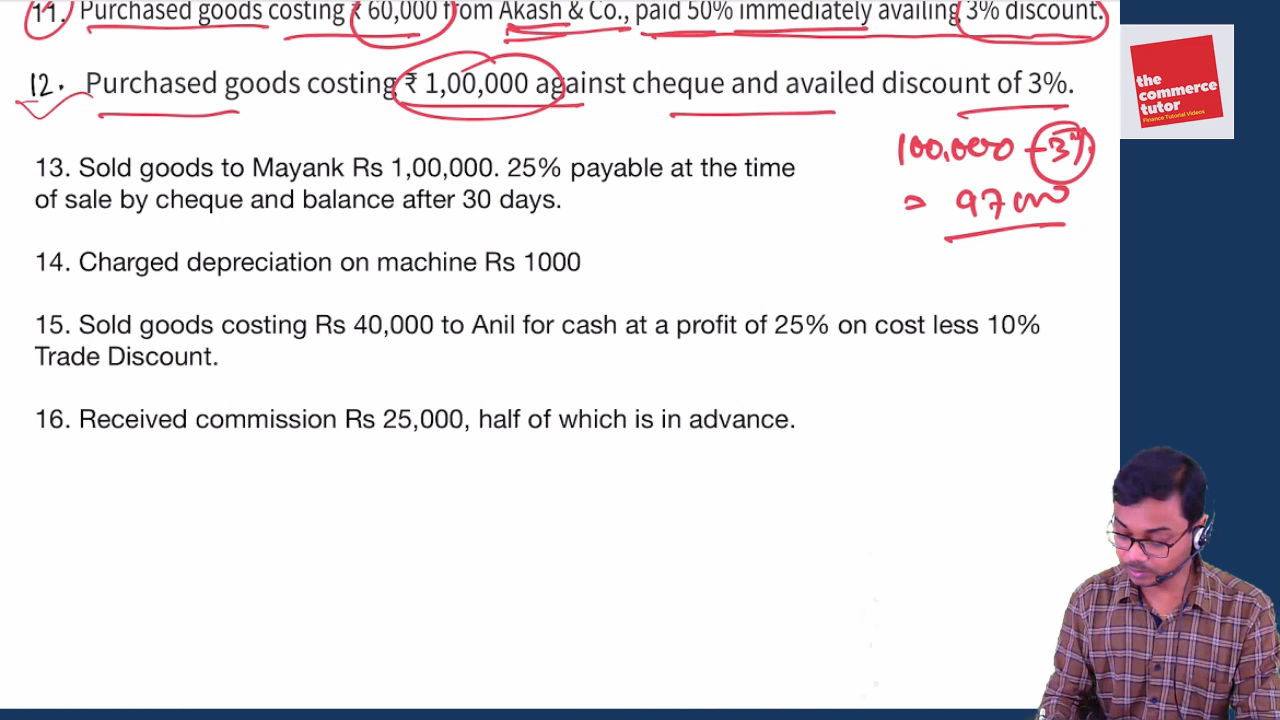 11. Purchased goods costing ₹ 60,000 from Akash & Co., paid 50% immediately availing 3% discount.
12. Purchased goods costing ₹ 1,00,000 against cheque and availed discount of 3%.
100,000 - 3%
= 97000
13. Sold goods to Mayank Rs 1,00,000. 25% payable at the time
of sale by cheque and balance after 30 days.
14. Charged depreciation on machine Rs 1000
15. Sold goods costing Rs 40,000 to Anil for cash at a profit of 25% on cost less 10%
Trade Discount.
16. Received commission Rs 25,000, half of which is in advance.
the
commerce
tutor
Finance Tutorial Videos